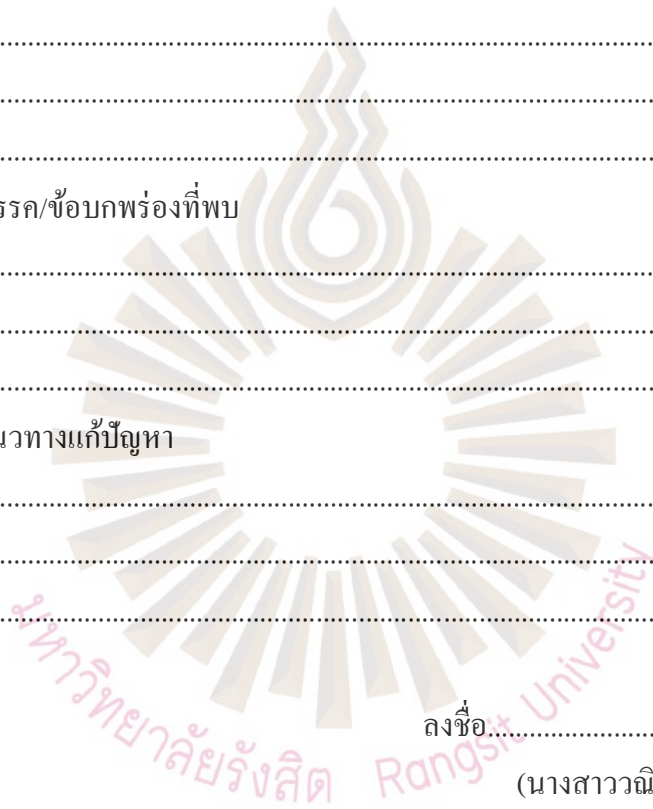 ....................................................................................................
....................................................................................................
....................................................................................................
รรค/ข้อบกพร่องที่พบ
....................................................................................................
....................................................................................................
....................................................................................................
นวทางแก้ปัญหา
....................................................................................................
....................................................................................................
....................................................................................................
ลงชื่อ.........................
(นางสาววณิ
มหาวิทยาลัยรังสิต Rangsit University